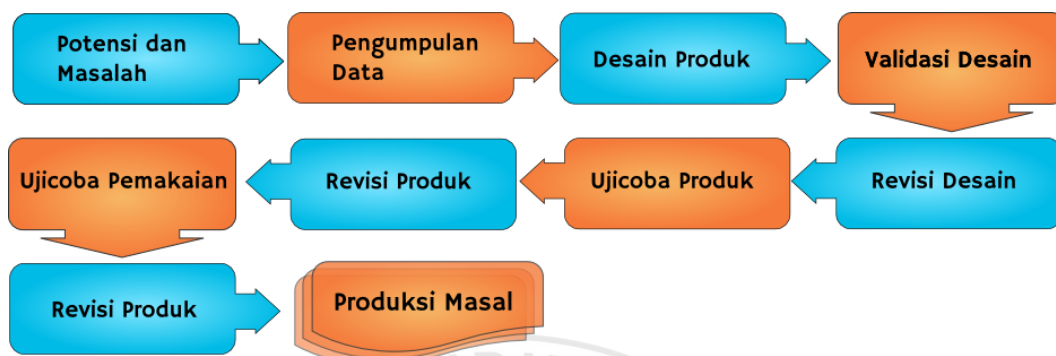 Potensi dan
Masalah
Pengumpulan
Data
Desain Produk
Validasi Desain
Revisi Desain
Ujicoba Produk
Revisi Produk
Ujicoba Pemakaian
Revisi Produk
Produksi Masal